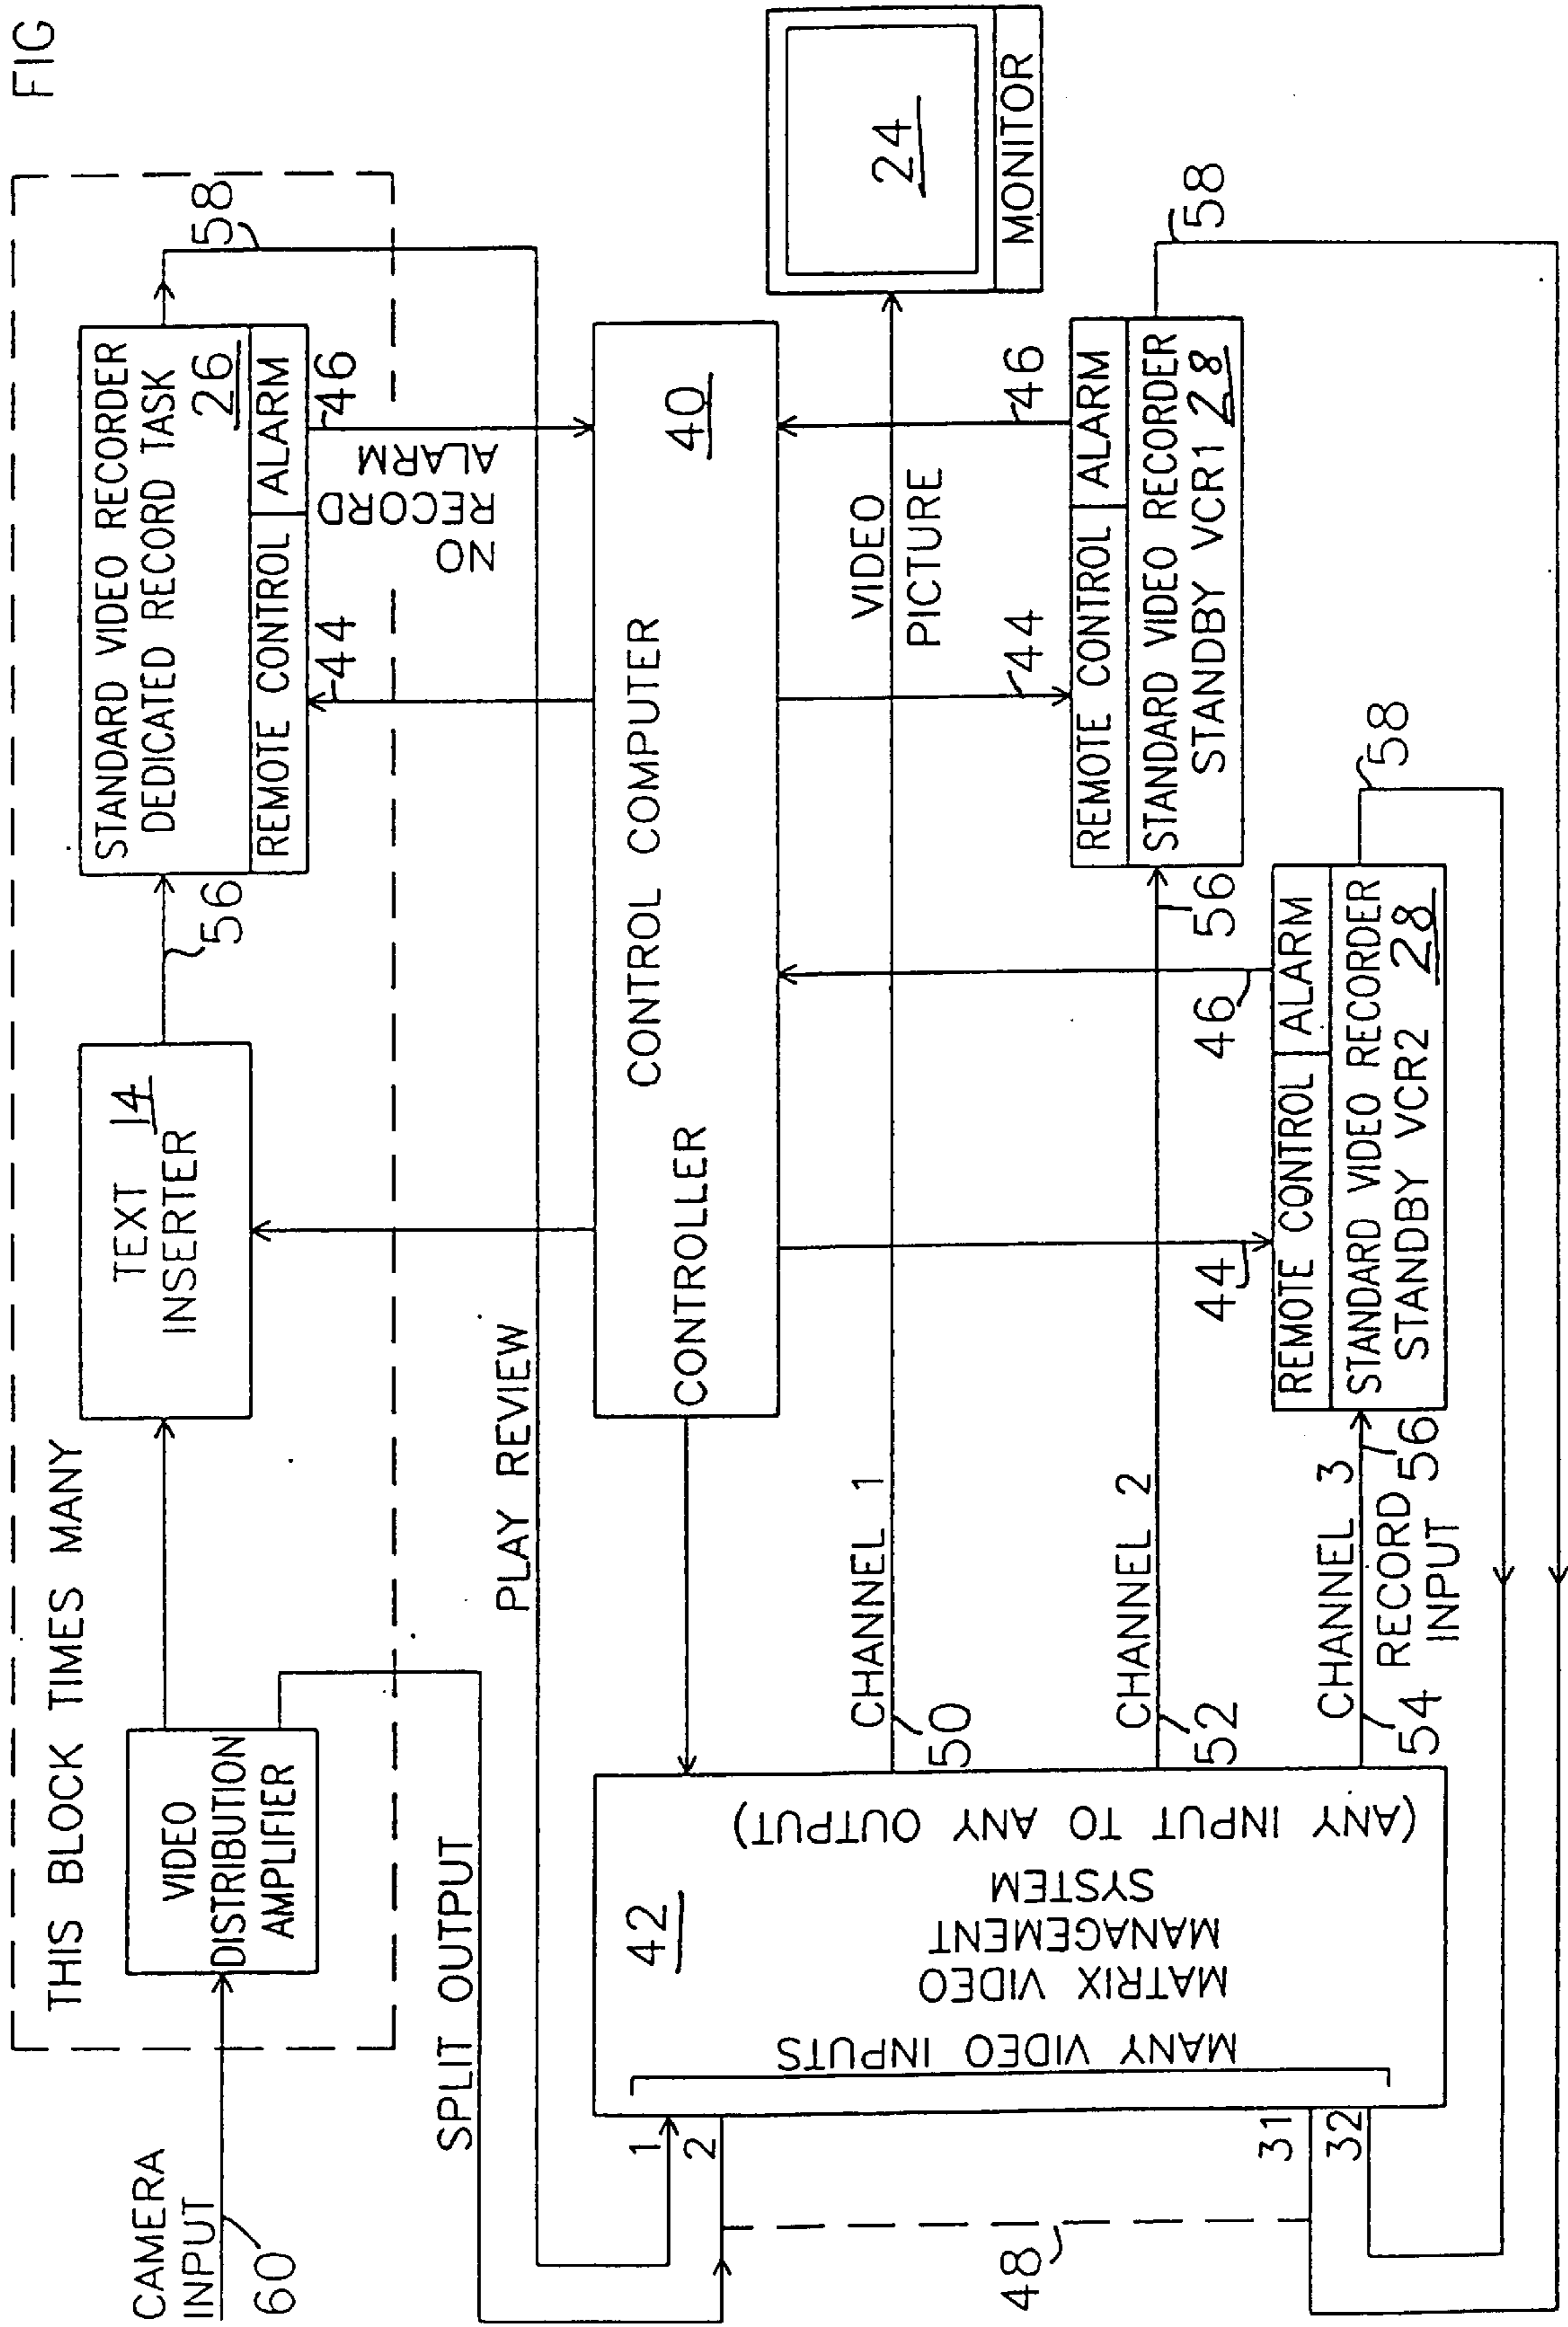 FIG
THIS BLOCK TIMES MANY
CAMERA
INPUT
60
VIDEO
DISTRIBUTION
AMPLIFIER
TEXT 14
INSERTER
56
STANDARD VIDEO RECORDER
DEDICATED RECORD TASK
26
REMOTE CONTROL
ALARM
58
44
46
NO
RECORD
ALARM
SPLIT OUTPUT
PLAY REVIEW
CONTROLLER
CONTROL COMPUTER
40
1
2
31
32
48
42
MANY VIDEO INPUTS
MATRIX VIDEO
MANAGEMENT
SYSTEM
(ANY INPUT TO ANY OUTPUT)
CHANNEL 1
50
VIDEO
PICTURE
24
MONITOR
CHANNEL 2
52
56
44
46
REMOTE CONTROL
ALARM
STANDARD VIDEO RECORDER
STANDBY VCR1 28
58
CHANNEL 3
54
RECORD
INPUT
56
44
46
REMOTE CONTROL
ALARM
STANDARD VIDEO RECORDER
STANDBY VCR2 28
58